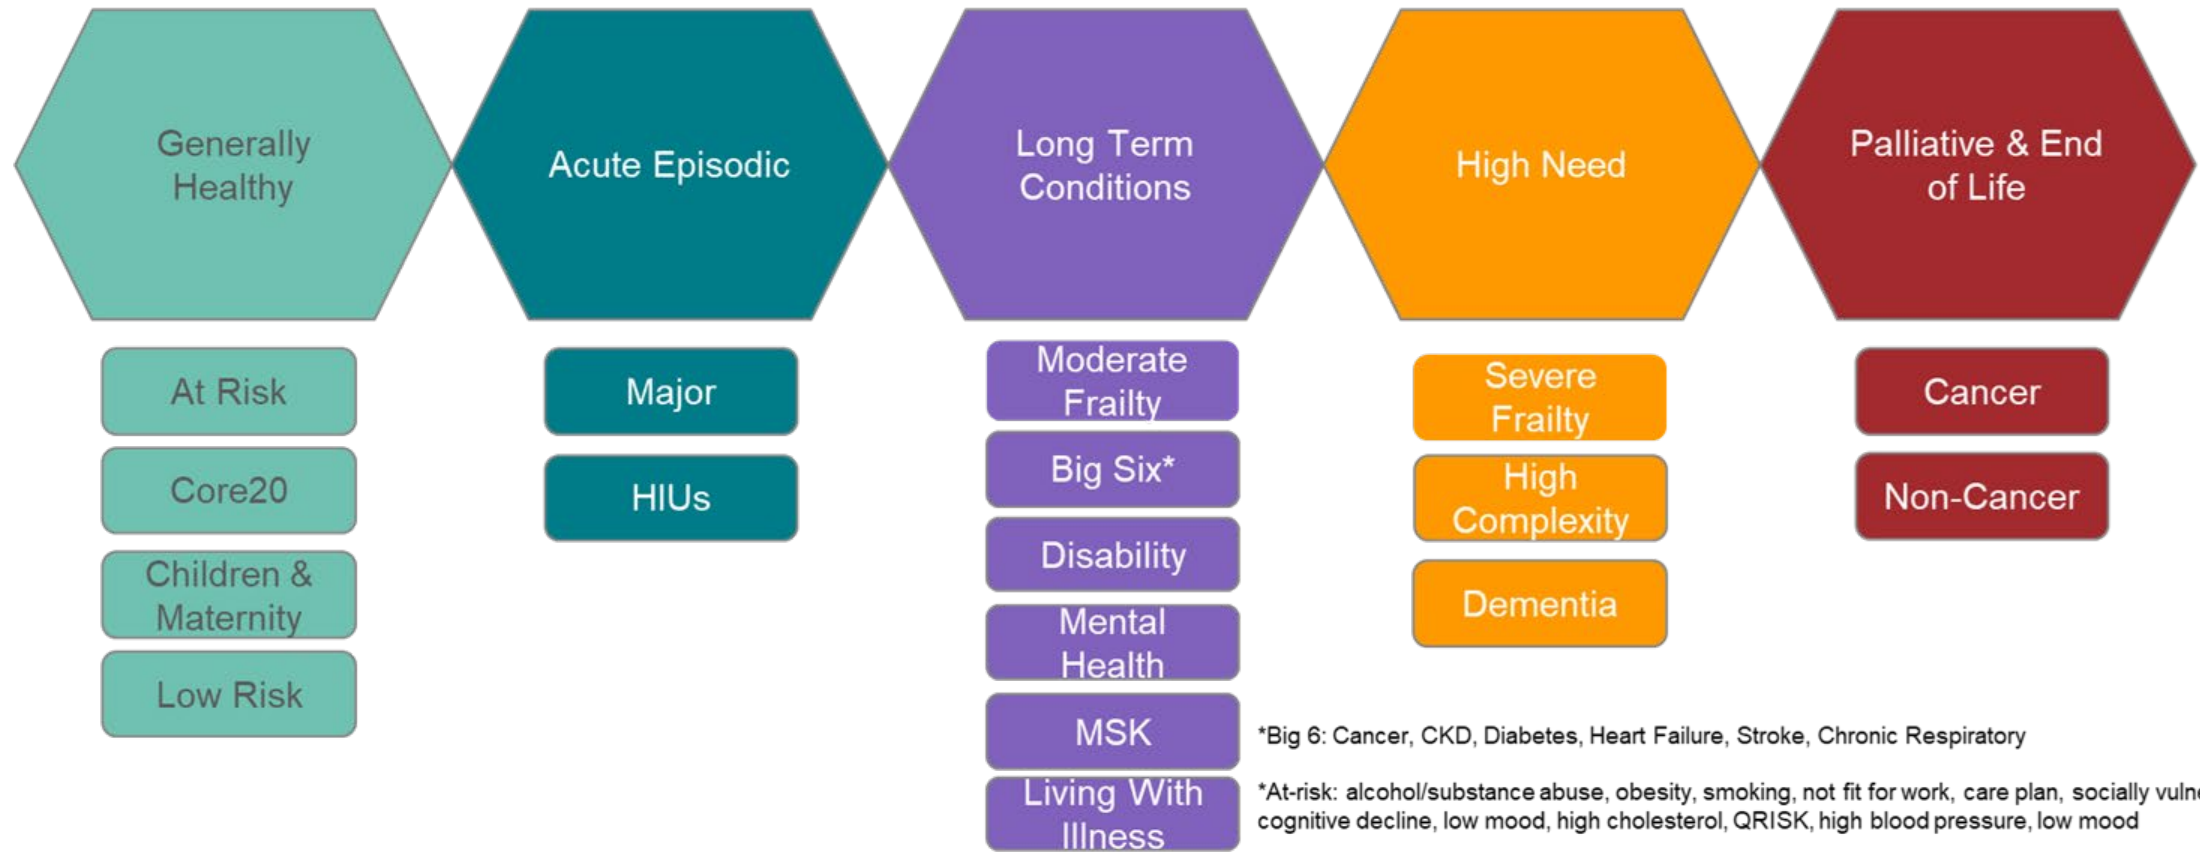 Generally
Healthy
Acute Episodic
Long Term
Conditions
High Need
Palliative & End
of Life
At Risk
Core20
Children &
Maternity
Low Risk
Major
HIUs
Moderate
Frailty
Big Six*
Disability
Mental
Health
MSK
Living With
Illness
Severe
Frailty
High
Complexity
Dementia
Cancer
Non-Cancer
*Big 6: Cancer, CKD, Diabetes, Heart Failure, Stroke, Chronic Respiratory
*At-risk: alcohol/substance abuse, obesity, smoking, not fit for work, care plan, socially
cognitive decline, low mood, high cholesterol, QRISK, high blood pressure, low mood